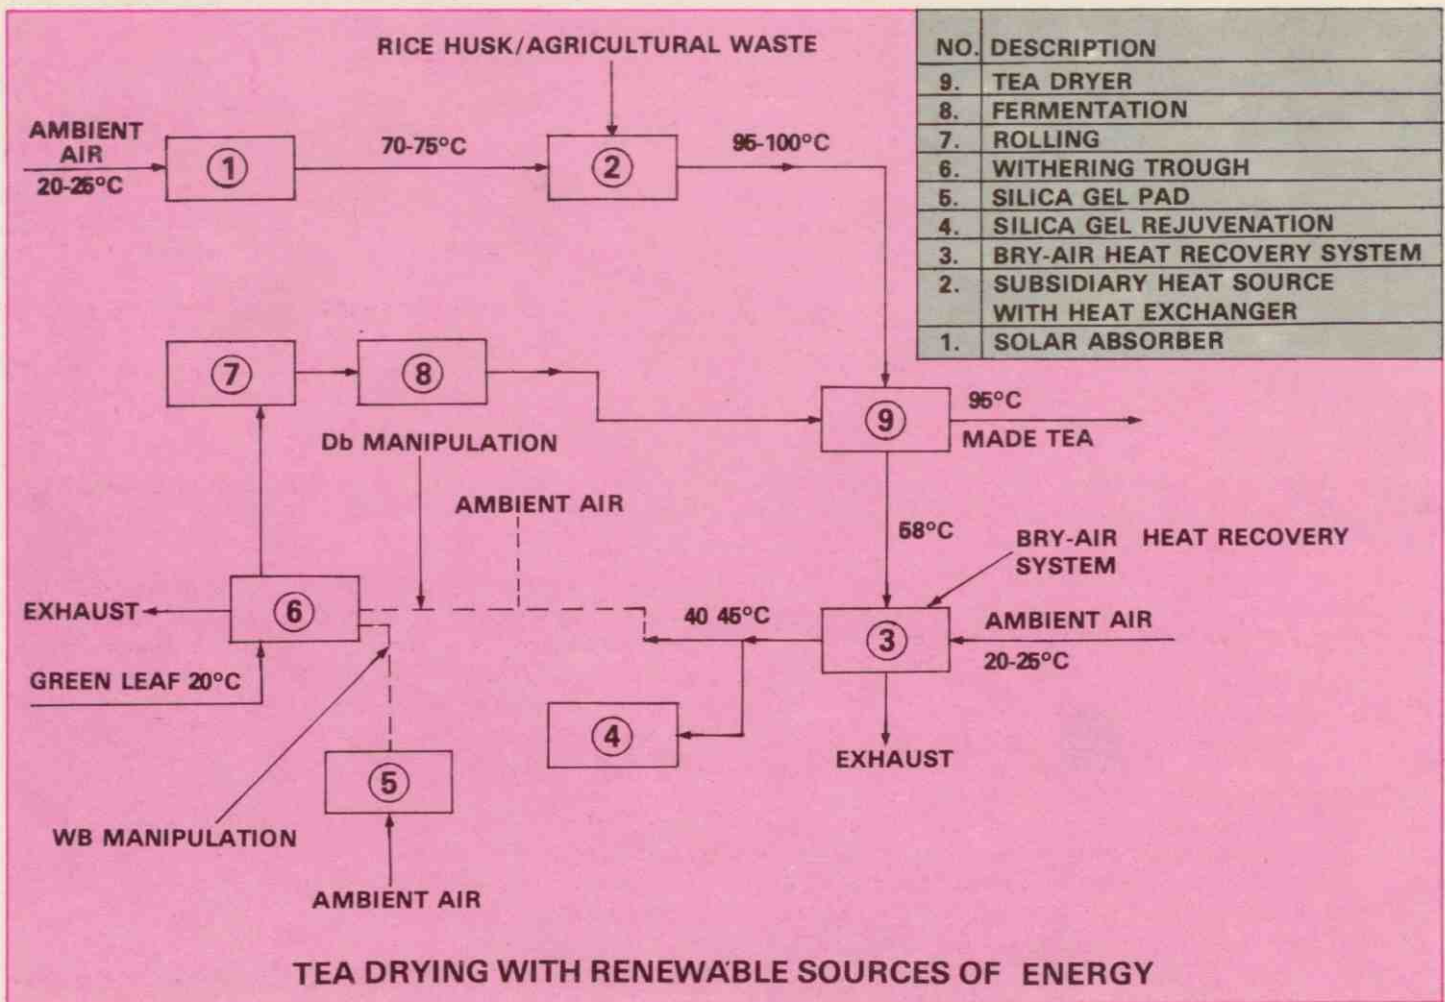 RICE HUSK/AGRICULTURAL WASTE
AMBIENT
AIR
20-25°C
1
70-75°C
2
95-100°C
NO. DESCRIPTION
9. TEA DRYER
8. FERMENTATION
7. ROLLING
6. WITHERING TROUGH
5. SILICA GEL PAD
4. SILICA GEL REJUVENATION
3. BRY-AIR HEAT RECOVERY SYSTEM
2. SUBSIDIARY HEAT SOURCE
WITH HEAT EXCHANGER
1. SOLAR ABSORBER
7
8
9
95°C
MADE TEA
Db MANIPULATION
AMBIENT AIR
58°C
BRY-AIR HEAT RECOVERY
SYSTEM
EXHAUST
6
40 45°C
3
AMBIENT AIR
20-25°C
GREEN LEAF 20°C
4
EXHAUST
5
WB MANIPULATION
AMBIENT AIR
TEA DRYING WITH RENEWABLE SOURCES OF ENERGY